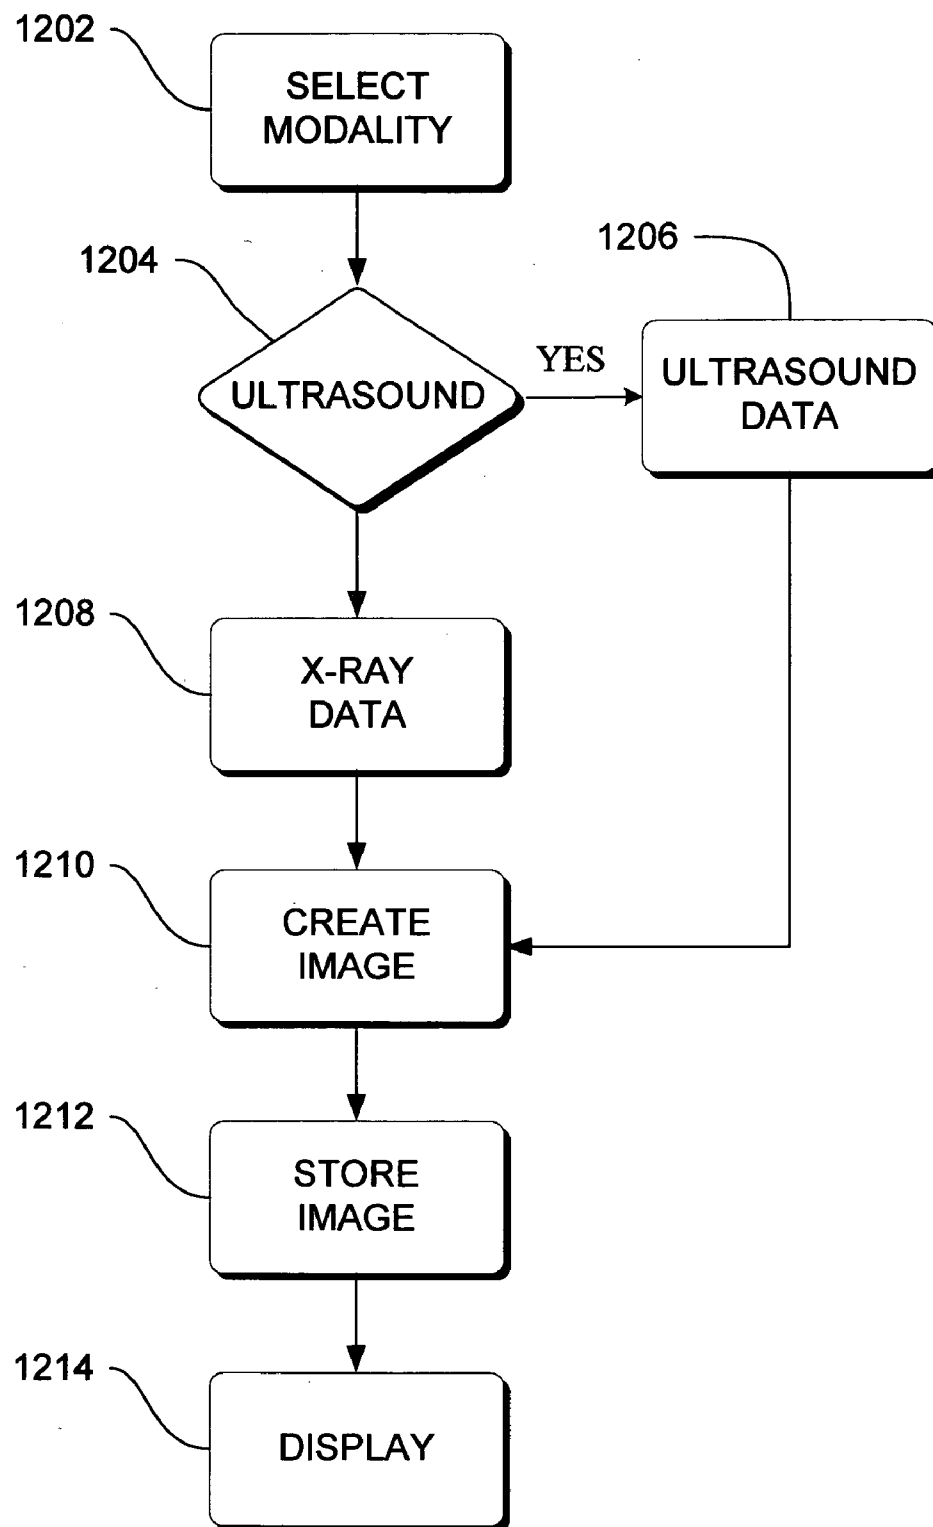 1202
SELECT
MODALITY
1204
1206
ULTRASOUND
YES
ULTRASOUND
DATA
1208
X-RAY
DATA
1210
CREATE
IMAGE
1212
STORE
IMAGE
1214
DISPLAY